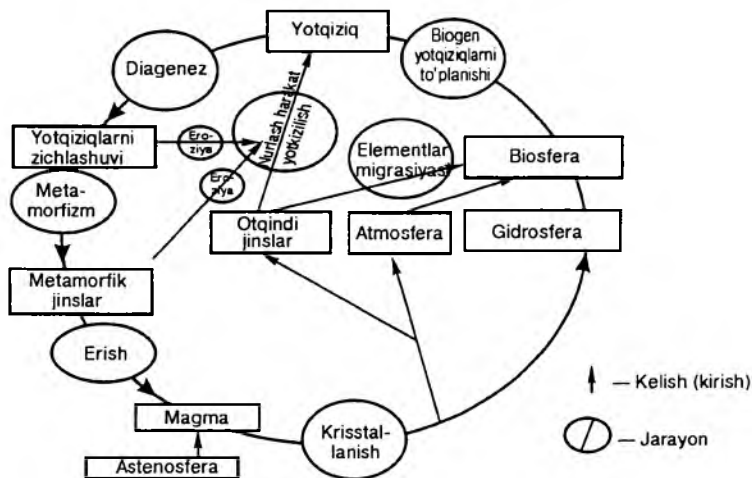 Yotqiziq
Biogen
yotqiziqlarni
to'planishi
Diagenez
Nurlash harakat
yotkizilish
Ero-
ziya
Yotqiziqlarni
zichlashuvi
Elementlar
migrasiyasi
Biosfera
Meta-
morfizm
Ero-
ziya
Otqindi
jinslar
Atmosfera
Gidrosfera
Metamorfik
jinslar
Erish
Magma
Krisstal-
lanish
Astenosfera
— Kelish (kirish)
— Jarayon